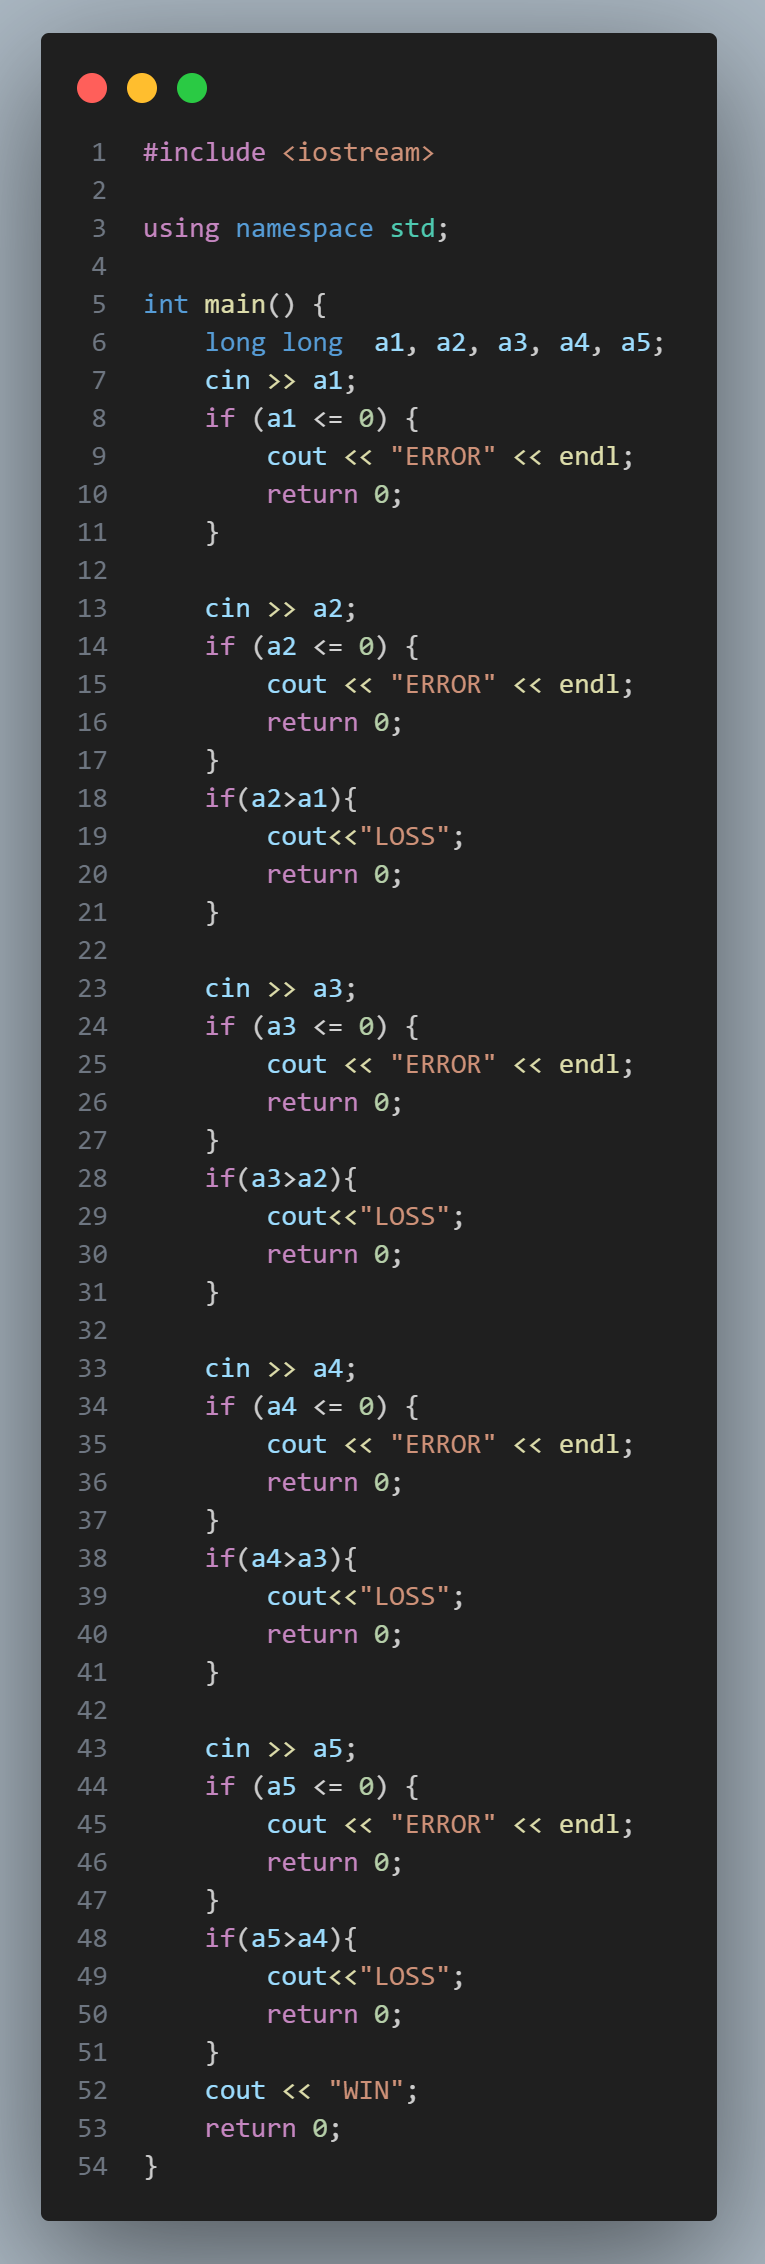 1 #include <iostream>
2
3 using namespace std;
4
5 int main() {
6     long long  a1, a2, a3, a4, a5;
7     cin >> a1;
8     if (a1 <= 0) {
9         cout << "ERROR" << endl;
10         return 0;
11     }
12
13     cin >> a2;
14     if (a2 <= 0) {
15         cout << "ERROR" << endl;
16         return 0;
17     }
18     if(a2>a1){
19         cout<<"LOSS";
20         return 0;
21     }
22
23     cin >> a3;
24     if (a3 <= 0) {
25         cout << "ERROR" << endl;
26         return 0;
27     }
28     if(a3>a2){
29         cout<<"LOSS";
30         return 0;
31     }
32
33     cin >> a4;
34     if (a4 <= 0) {
35         cout << "ERROR" << endl;
36         return 0;
37     }
38     if(a4>a3){
39         cout<<"LOSS";
40         return 0;
41     }
42
43     cin >> a5;
44     if (a5 <= 0) {
45         cout << "ERROR" << endl;
46         return 0;
47     }
48     if(a5>a4){
49         cout<<"LOSS";
50         return 0;
51     }
52     cout << "WIN";
53     return 0;
54 }